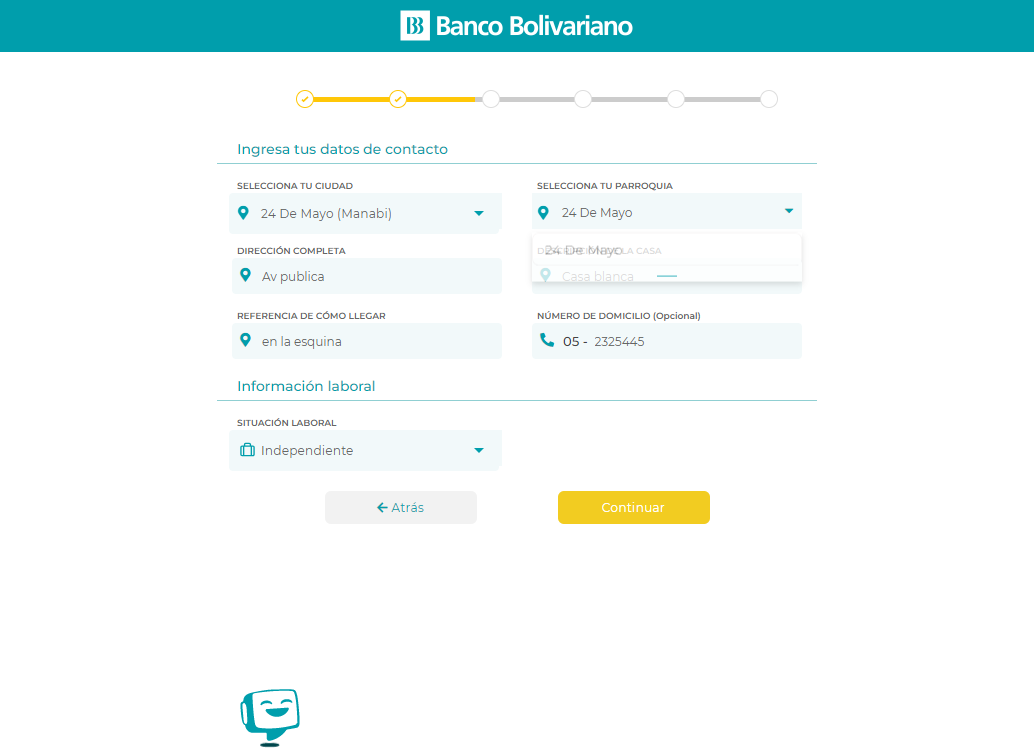 Banco Bolivariano
Ingresa tus datos de contacto
SELECCIONA TU CIUDAD
24 De Mayo (Manabi)
SELECCIONA TU PARROQUIA
24 De Mayo
DIRECCIÓN COMPLETA
Av publica
24 De Mayo
DESCRIPCIÓN DE LA CASA
Casa blanca
REFERENCIA DE CÓMO LLEGAR
en la esquina
NÚMERO DE DOMICILIO (Opcional)
05 - 2325445
Información laboral
SITUACIÓN LABORAL
Independiente
Atrás
Continuar